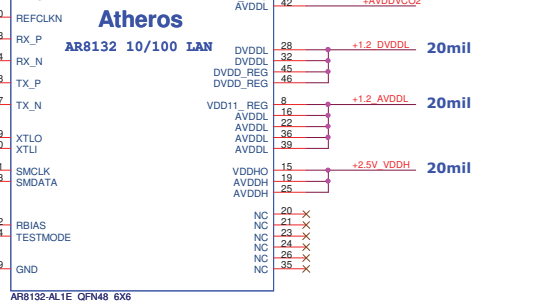 42
AVDDL
+AVDDVCO2
Atheros
AR8132 10/100 LAN
REFCLKN
RX_P
RX_N
TX_P
TX_N
XTLO
XTLI
SMCLK
SMDATA
RBIAS
TESTMODE
GND
DVDDL 28 +1.2_DVDDL 20mil
DVDDL 32
DVDD_REG 45
DVDD_REG 46
VDD11_REG 8 +1.2_AVDDL 20mil
AVDDL 16
AVDDL 22
AVDDL 36
AVDDL 39
VDDHO 15 +2.5V_VDDH 20mil
AVDDH 19
AVDDH 25
NC 20
NC 21
NC 23
NC 24
NC 26
NC 35
AR8132-AL1E QFN48 6X6